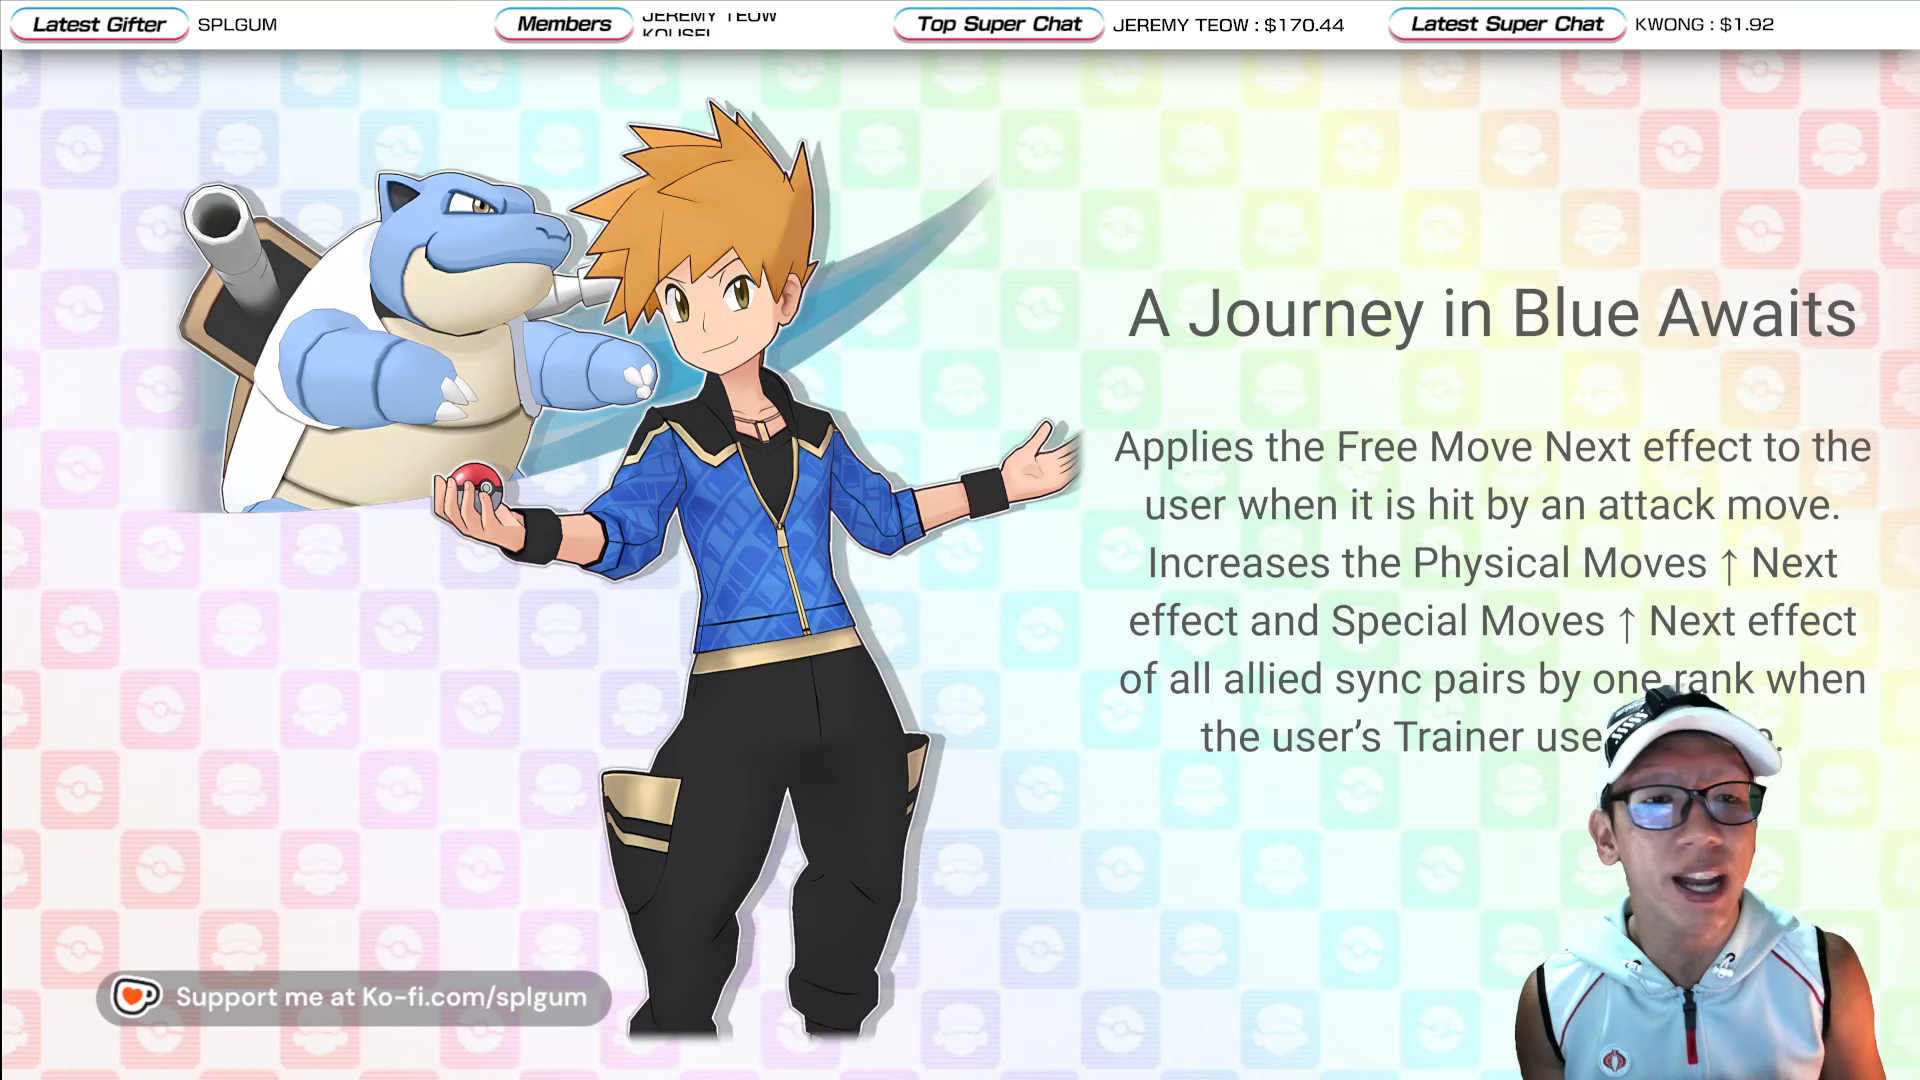 Latest Gifter SPLGUM Members JEREMY TEOW Top Super Chat JEREMY TEOW : $170.44 Latest Super Chat KWONG : $1.92
KOUSEI
A Journey in Blue Awaits
Applies the Free Move Next effect to the
user when it is hit by an attack move.
Increases the Physical Moves ↑ Next
effect and Special Moves ↑ Next effect
of all allied sync pairs by one rank when
the user's Trainer use
Support me at Ko-fi.com/splgum